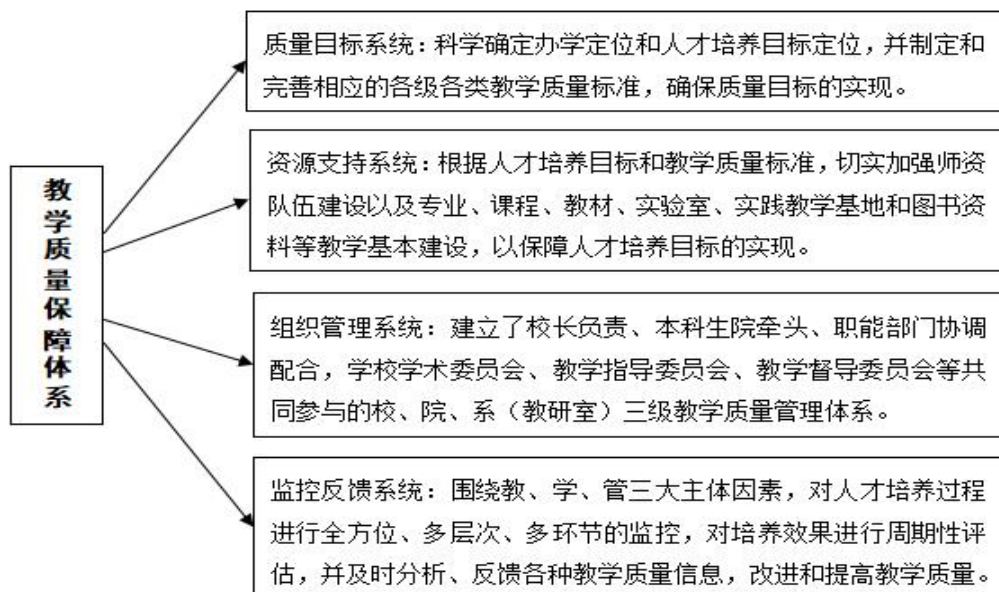 教学质量保障体系
质量目标系统：科学确定办学定位和人才培养目标定位，并制定和
完善相应的各级各类教学质量标准，确保质量目标的实现。
资源支持系统：根据人才培养目标和教学质量标准，切实加强师资
队伍建设以及专业、课程、教材、实验室、实践教学基地和图书资
料等教学基本建设，以保障人才培养目标的实现。
组织管理系统：建立了校长负责、本科生院牵头、职能部门协调
配合，学校学术委员会、教学指导委员会、教学督导委员会等共
同参与的校、院、系（教研室）三级教学质量管理体系。
监控反馈系统：围绕教、学、管三大主体因素，对人才培养过程
进行全方位、多层次、多环节的监控，对培养效果进行周期性评
估，并及时分析、反馈各种教学质量信息，改进和提高教学质量。